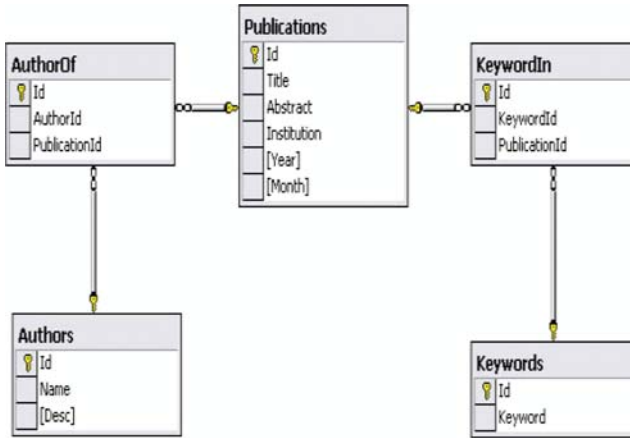 Publications
Id
Title
Abstract
Institution
[Year]
[Month]
AuthorOf
Id
AuthorId
PublicationId
KeywordIn
Id
KeywordId
PublicationId
Authors
Id
Name
[Desc]
Keywords
Id
Keyword